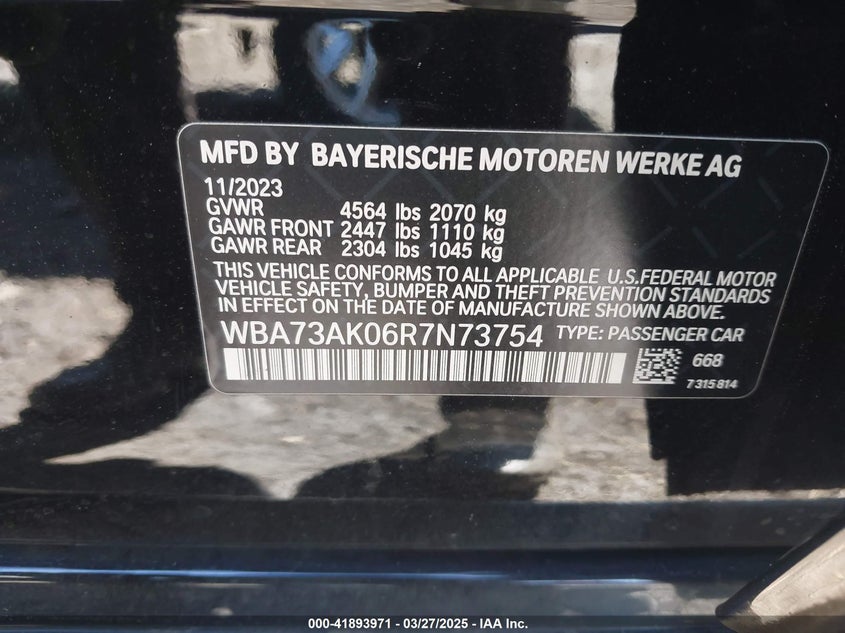 MFD BY BAYERISCHE MOTOREN WERKE AG
11/2023
GVWR 4564 lbs 2070 kg
GAWR FRONT 2447 lbs 1110 kg
GAWR REAR 2304 lbs 1045 kg
THIS VEHICLE CONFORMS TO ALL APPLICABLE U.S.FEDERAL MOTOR
VEHICLE SAFETY, BUMPER AND THEFT PREVENTION STANDARDS
IN EFFECT ON THE DATE OF MANUFACTURE SHOWN ABOVE.
WBA73AK06R7N73754 TYPE: PASSENGER CAR
668
7 315 814
000-41893971 - 03/27/2025 - IAA Inc.